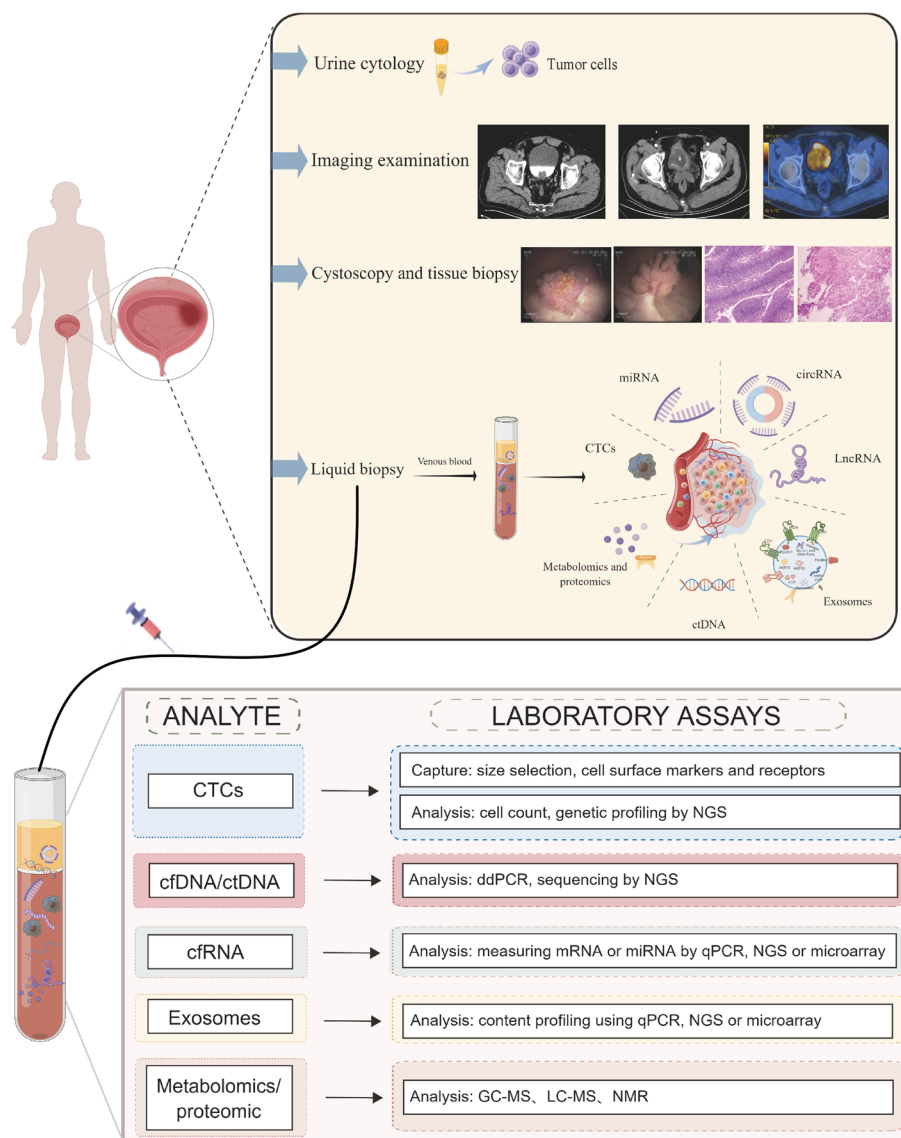 Urine cytology
Tumor cells
Imaging examination
Cystoscopy and tissue biopsy
miRNA
circRNA
CTCs
LncRNA
Liquid biopsy
Venous blood
Metabolomics and
proteomics
Exosomes
ctDNA
ANALYTE
LABORATORY ASSAYS
CTCs
Capture: size selection, cell surface markers and receptors
Analysis: cell count, genetic profiling by NGS
cfDNA/ctDNA
Analysis: ddPCR, sequencing by NGS
cfRNA
Analysis: measuring mRNA or miRNA by qPCR, NGS or microarray
Exosomes
Analysis: content profiling using qPCR, NGS or microarray
Metabolomics/
proteomic
Analysis: GC-MS、LC-MS、NMR